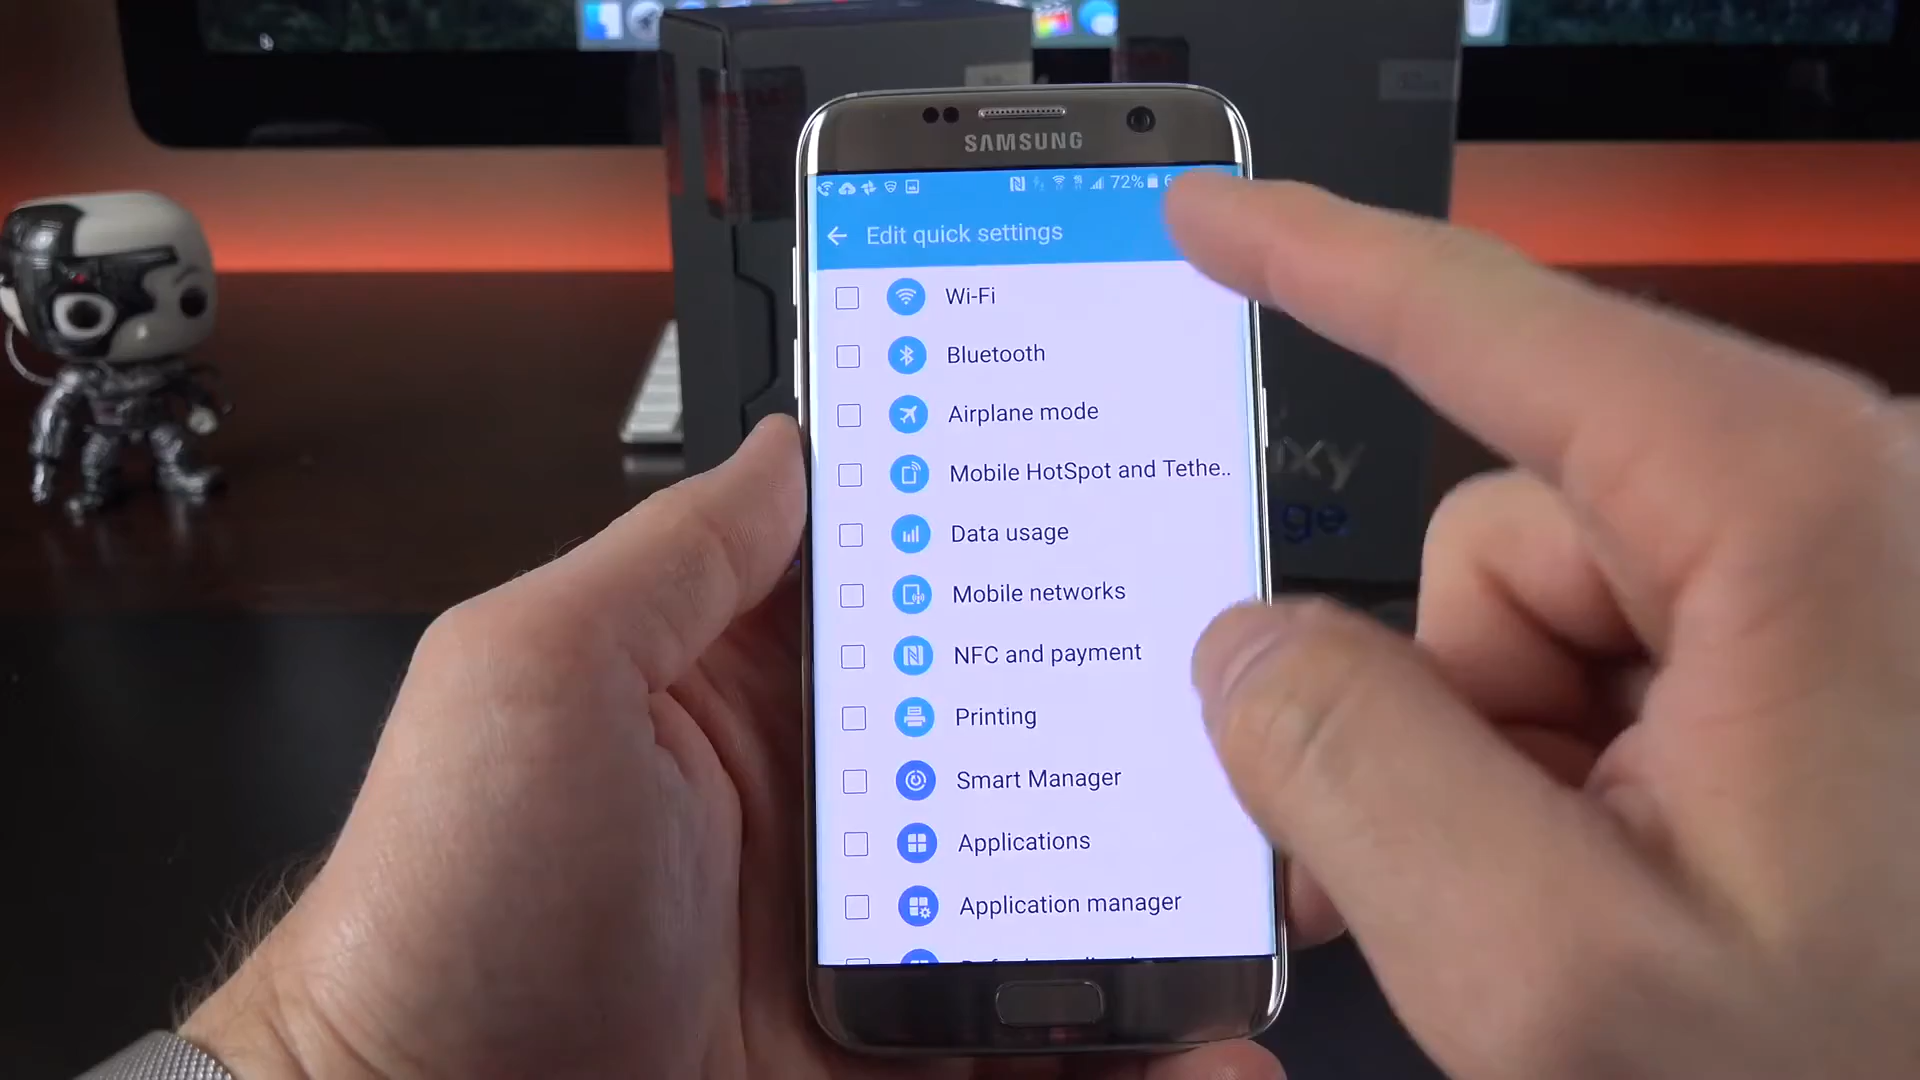 SAMSUNG
72%
Edit quick settings
Wi-Fi
Bluetooth
Airplane mode
Mobile HotSpot and Tethe..
Data usage
Mobile networks
NFC and payment
Printing
Smart Manager
Applications
Application manager